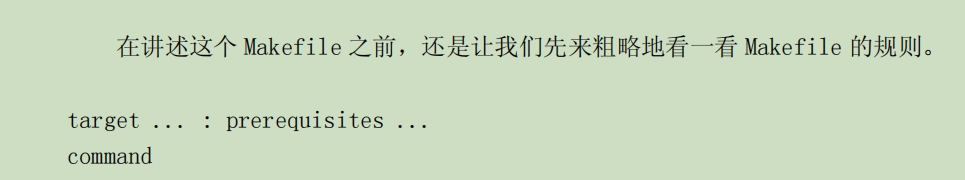 在讲述这个 Makefile 之前，还是让我们先来粗略地看一看 Makefile 的规则。
target ... : prerequisites ...
command